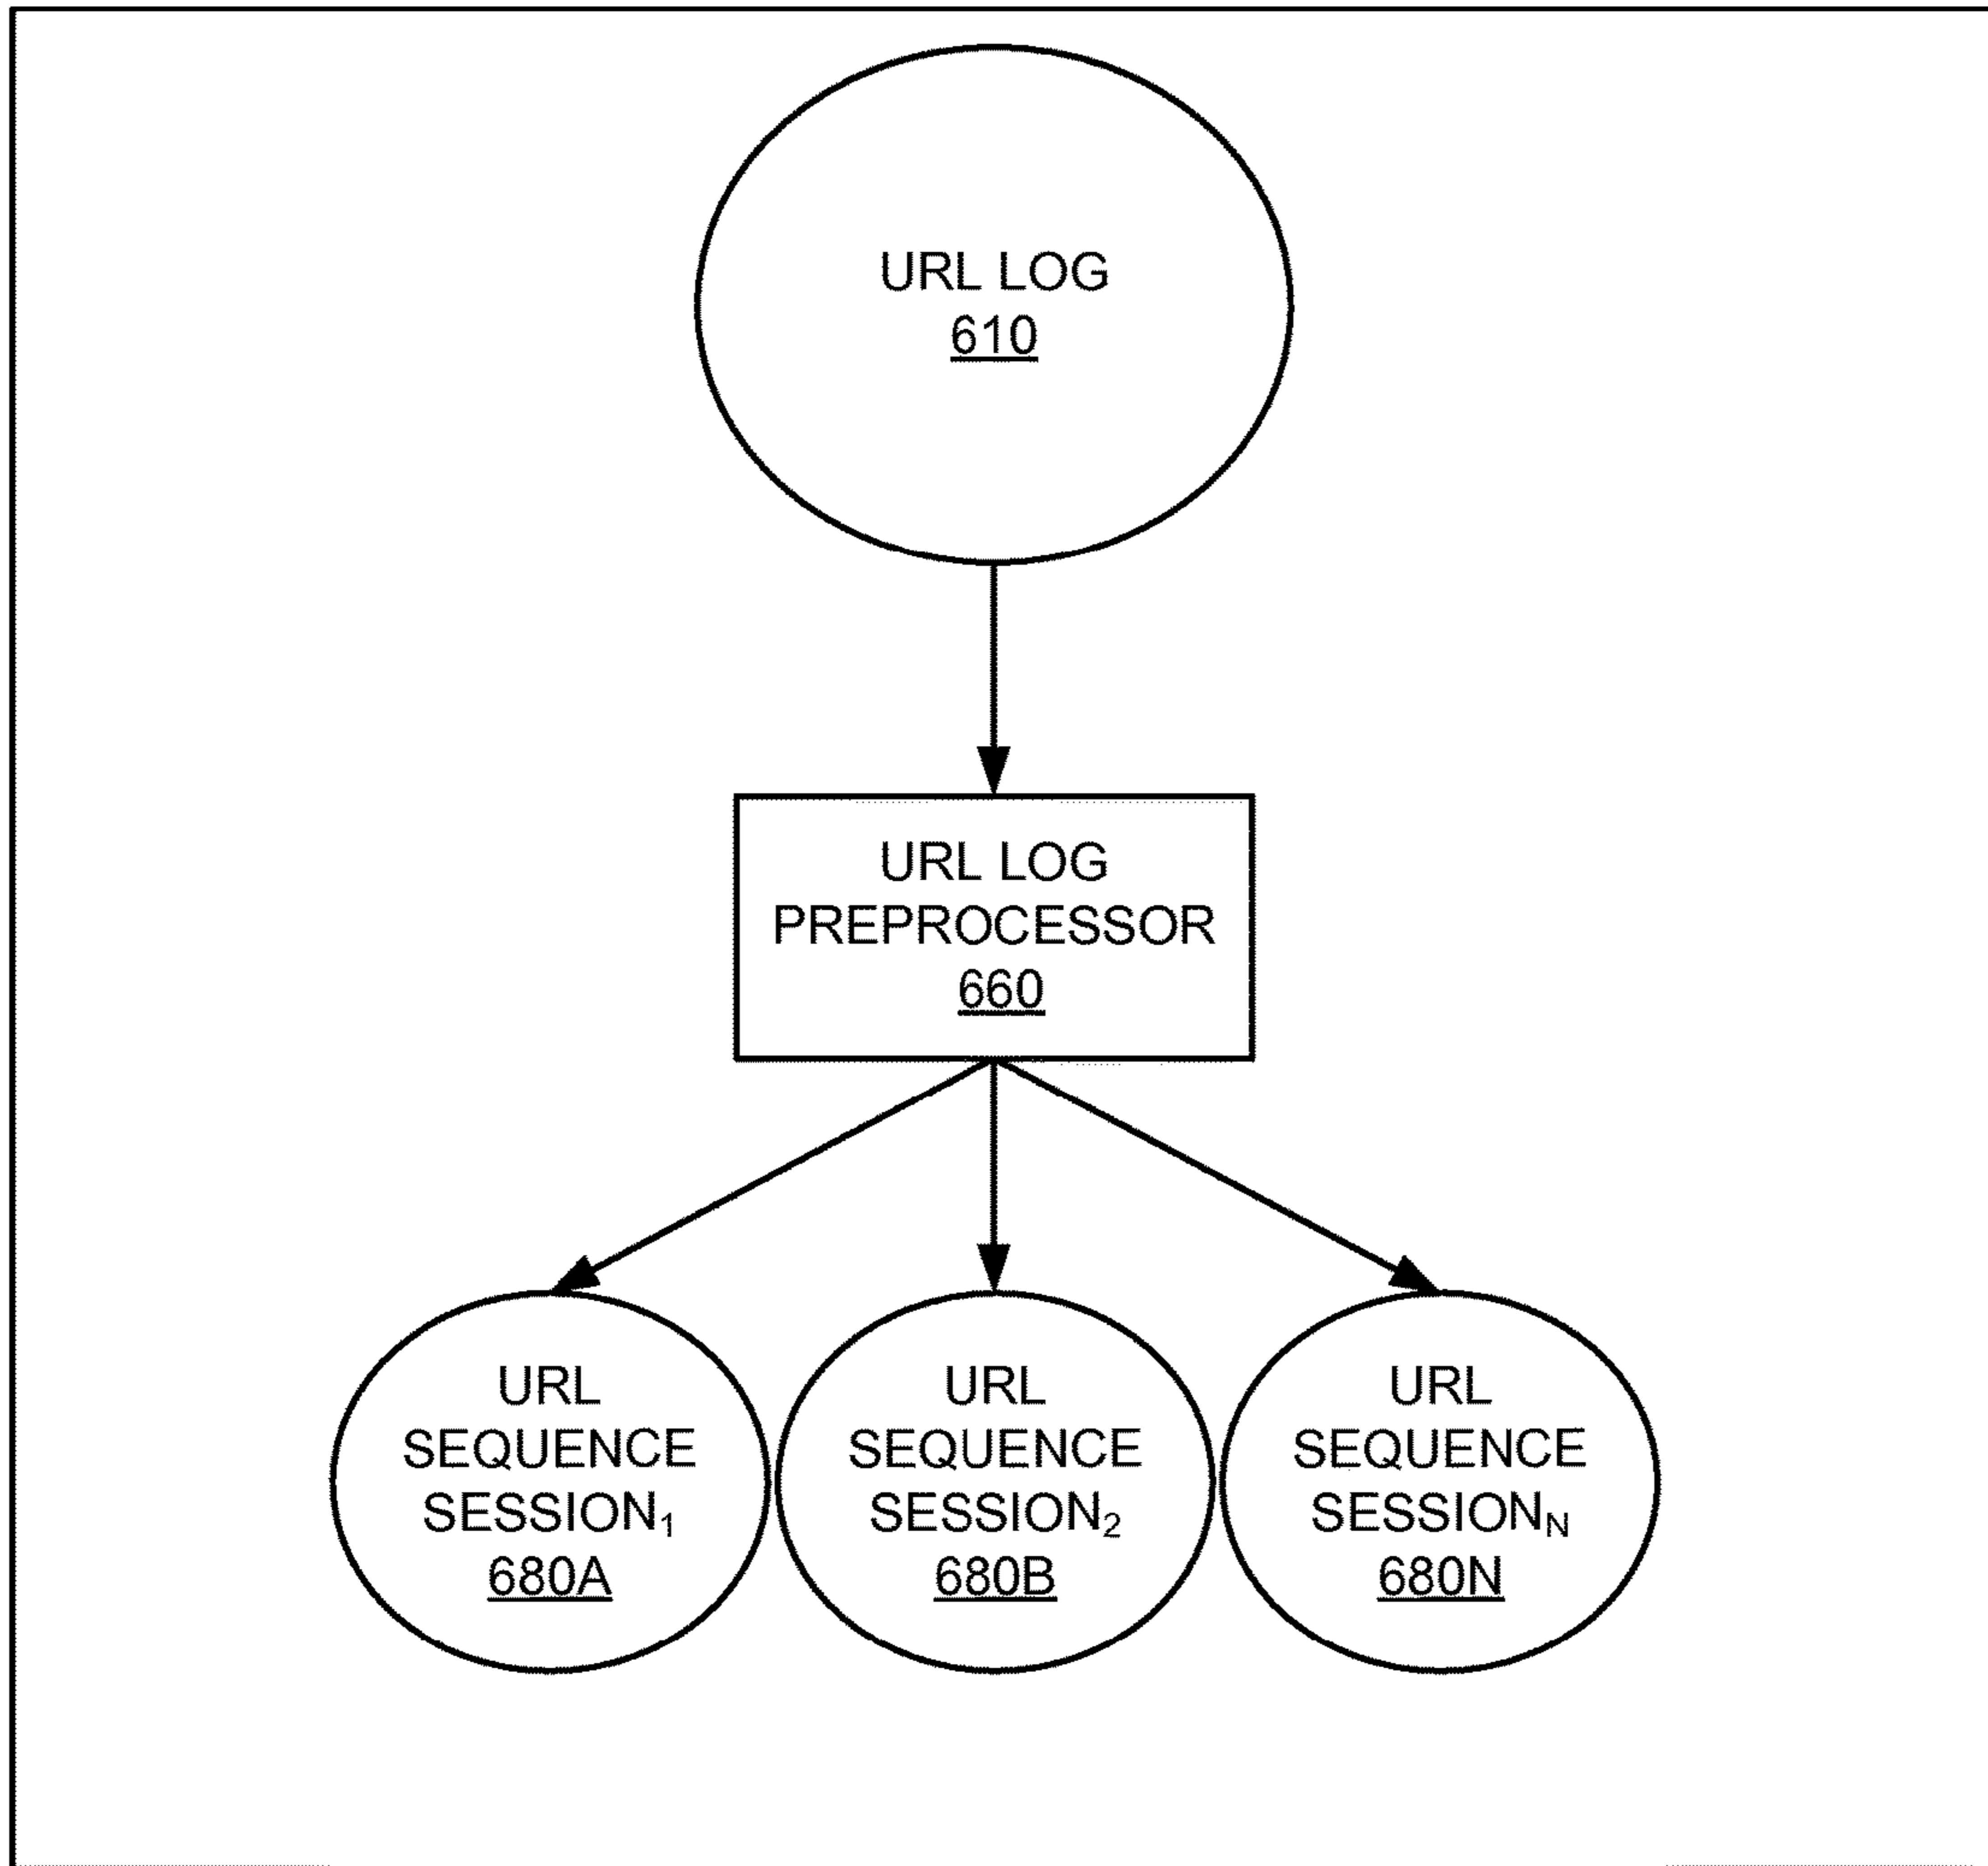 URL LOG
610
URL LOG
PREPROCESSOR
660
URL
SEQUENCE
SESSION₁
680A
URL
SEQUENCE
SESSION₂
680B
URL
SEQUENCE
SESSIONN
680N